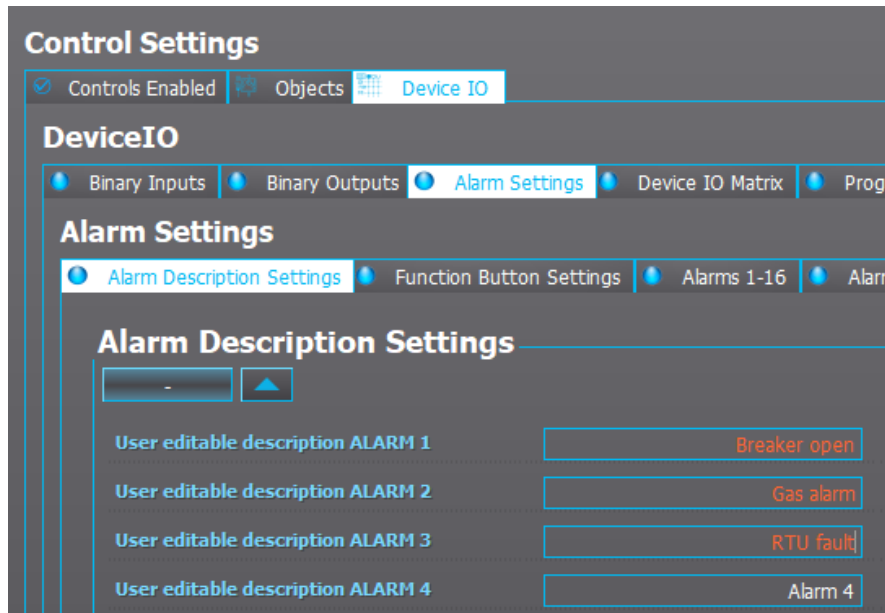 Control Settings
Controls Enabled Objects Device IO
DeviceIO
Binary Inputs Binary Outputs Alarm Settings Device IO Matrix Prog
Alarm Settings
Alarm Description Settings Function Button Settings Alarms 1-16 Alar
Alarm Description Settings
-
User editable description ALARM 1 Breaker open
User editable description ALARM 2 Gas alarm
User editable description ALARM 3 RTU fault
User editable description ALARM 4 Alarm 4